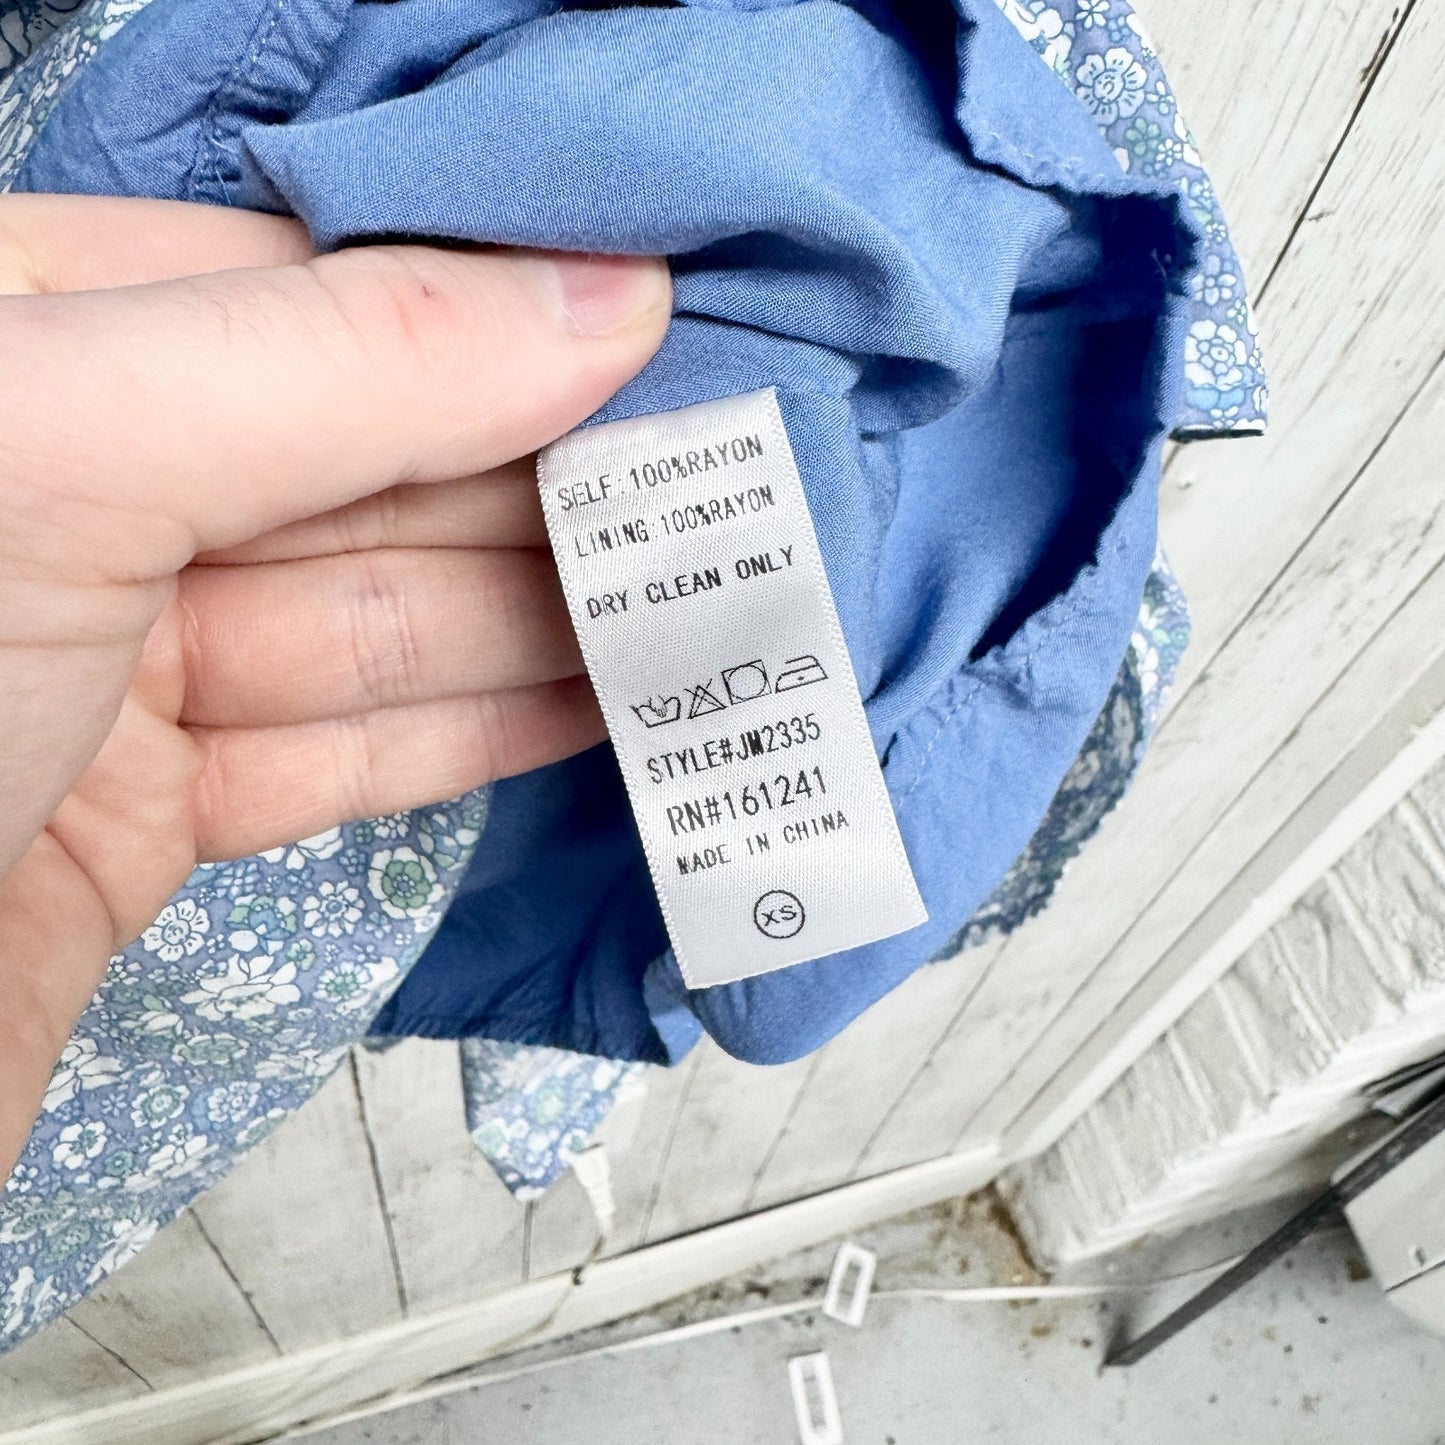 SELF:100%RAYON
LINING:100%RAYON
DRY CLEAN ONLY
STYLE#JM2335
RN#161241
MADE IN CHINA
XS